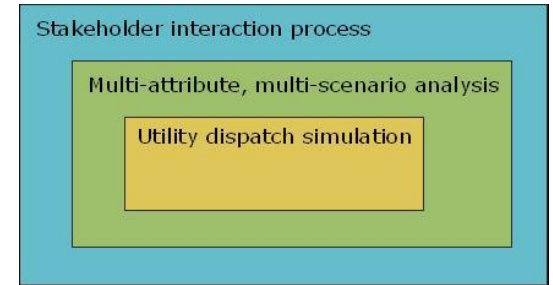 Stakeholder interaction process
Multi-attribute, multi-scenario analysis
Utility dispatch simulation